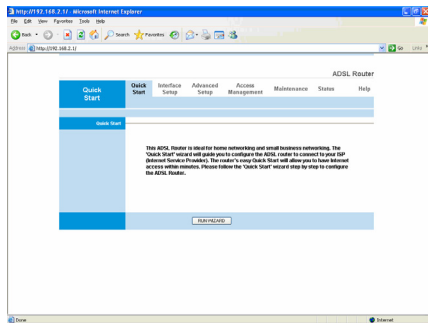 http://192.168.2.1/ - Microsoft Internet Explorer
File Edit View Favorites Tools Help
Back Search Favorites
Address http://192.168.2.1/ Go Links
ADSL Router
Quick Start
Quick Start Interface Setup Advanced Setup Access Management Maintenance Status Help
Quick Start
This ADSL Router is ideal for home networking and small business networking. The
'Quick Start' wizard will guide you to configure the ADSL router to connect to your ISP
(Internet Service Provider). The router's easy Quick Start will allow you to have Internet
access within minutes. Please follow the 'Quick Start' wizard step by step to configure
the ADSL Router.
RUN WIZARD
Done Internet